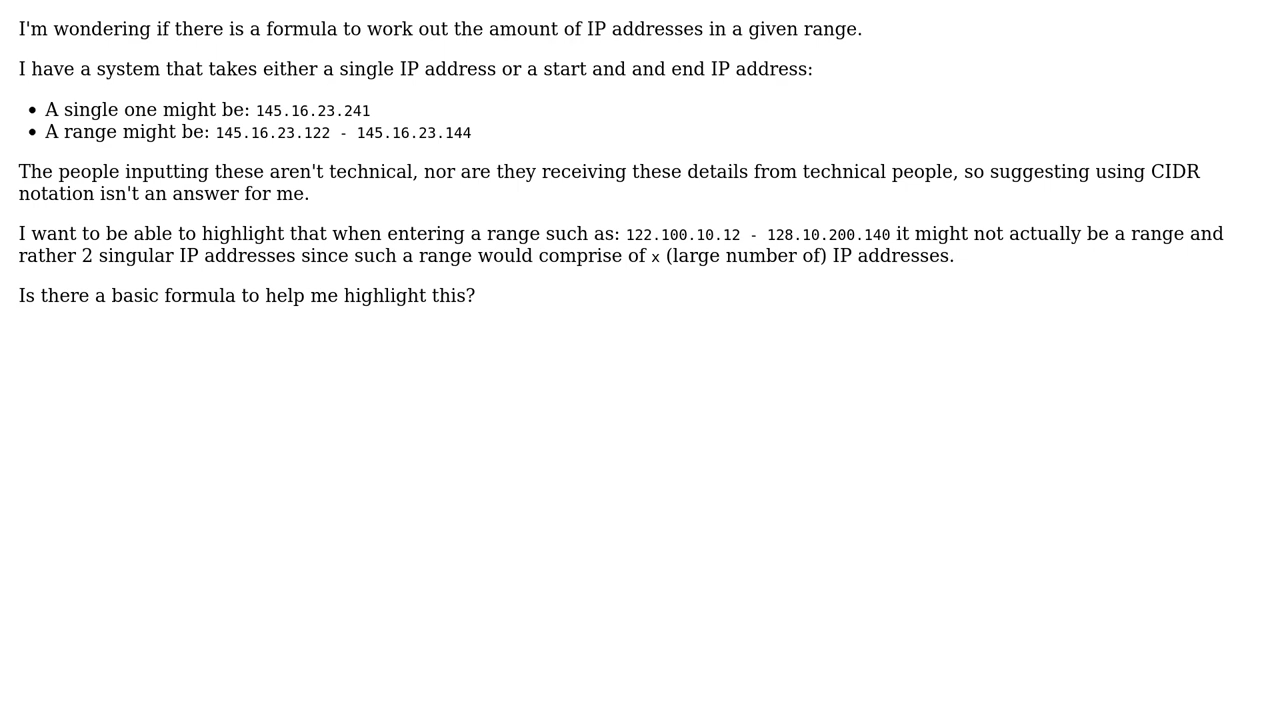 I'm wondering if there is a formula to work out the amount of IP addresses in a given range.
I have a system that takes either a single IP address or a start and and end IP address:
• A single one might be: 145.16.23.241
• A range might be: 145.16.23.122 - 145.16.23.144
The people inputting these aren't technical, nor are they receiving these details from technical people, so suggesting using CIDR
notation isn't an answer for me.
I want to be able to highlight that when entering a range such as: 122.100.10.12 - 128.10.200.140 it might not actually be a range and
rather 2 singular IP addresses since such a range would comprise of x (large number of) IP addresses.
Is there a basic formula to help me highlight this?